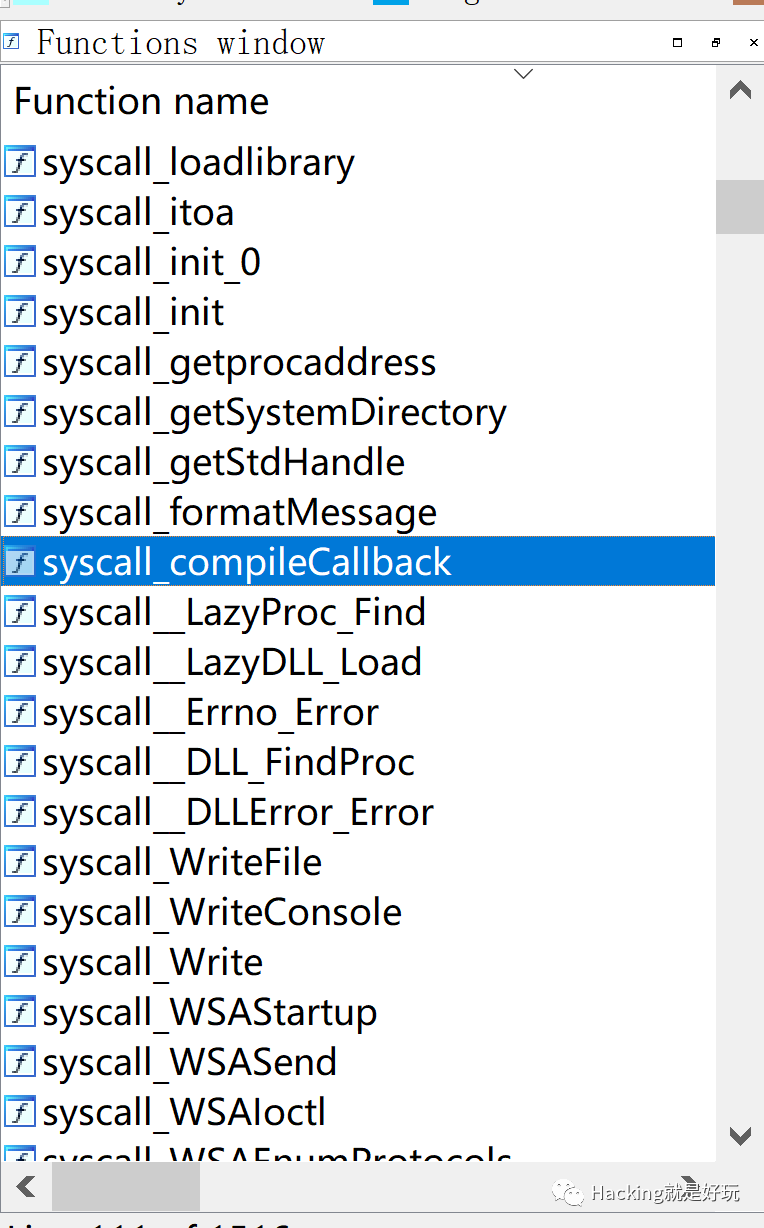 Functions window
Function name
syscall_loadlibrary
syscall_itoa
syscall_init_0
syscall_init
syscall_getprocaddress
syscall_getSystemDirectory
syscall_getStdHandle
syscall_formatMessage
syscall_compileCallback
syscall__LazyProc_Find
syscall__LazyDLL_Load
syscall__Errno_Error
syscall__DLL_FindProc
syscall__DLLError_Error
syscall_WriteFile
syscall_WriteConsole
syscall_Write
syscall_WSAStartup
syscall_WSASend
syscall_WSAIoctl
syscall_WSAEnumProtocols
Hacking就是好玩